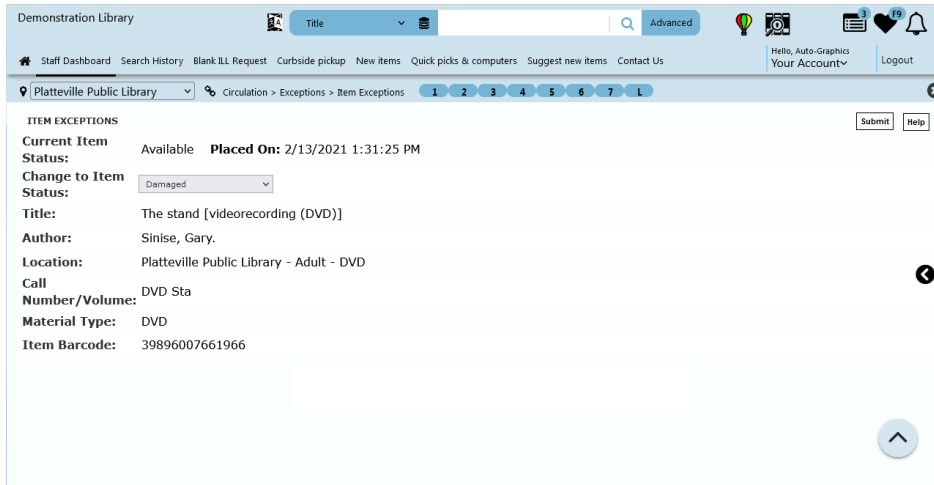 Demonstration Library
Title
Advanced
3
F9
Staff Dashboard Search History Blank ILL Request Curbside pickup New items Quick picks & computers Suggest new items Contact Us
Hello, Auto-Graphics
Your Account
Logout
Platteville Public Library
Circulation > Exceptions > Item Exceptions
1 2 3 4 5 6 7 L
ITEM EXCEPTIONS
Submit
Help
Current Item Status: Available Placed On: 2/13/2021 1:31:25 PM
Change to Item Status: Damaged
Title: The stand [videorecording (DVD)]
Author: Sinise, Gary.
Location: Platteville Public Library - Adult - DVD
Call Number/Volume: DVD Sta
Material Type: DVD
Item Barcode: 39896007661966